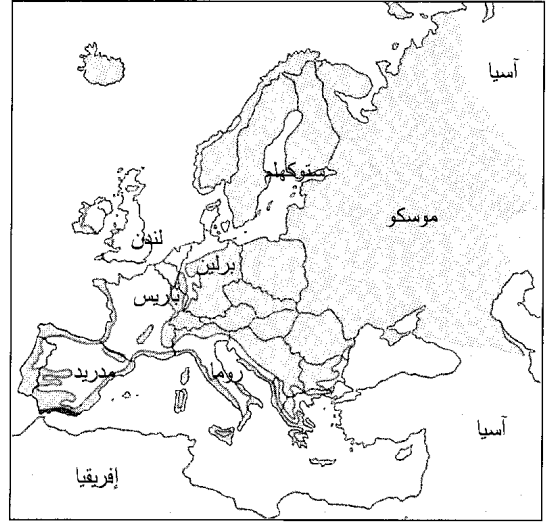 آسيا
ستوكهلم
موسكو
لندن
برلين
باريس
مدريد
روما
آسيا
إفريقيا